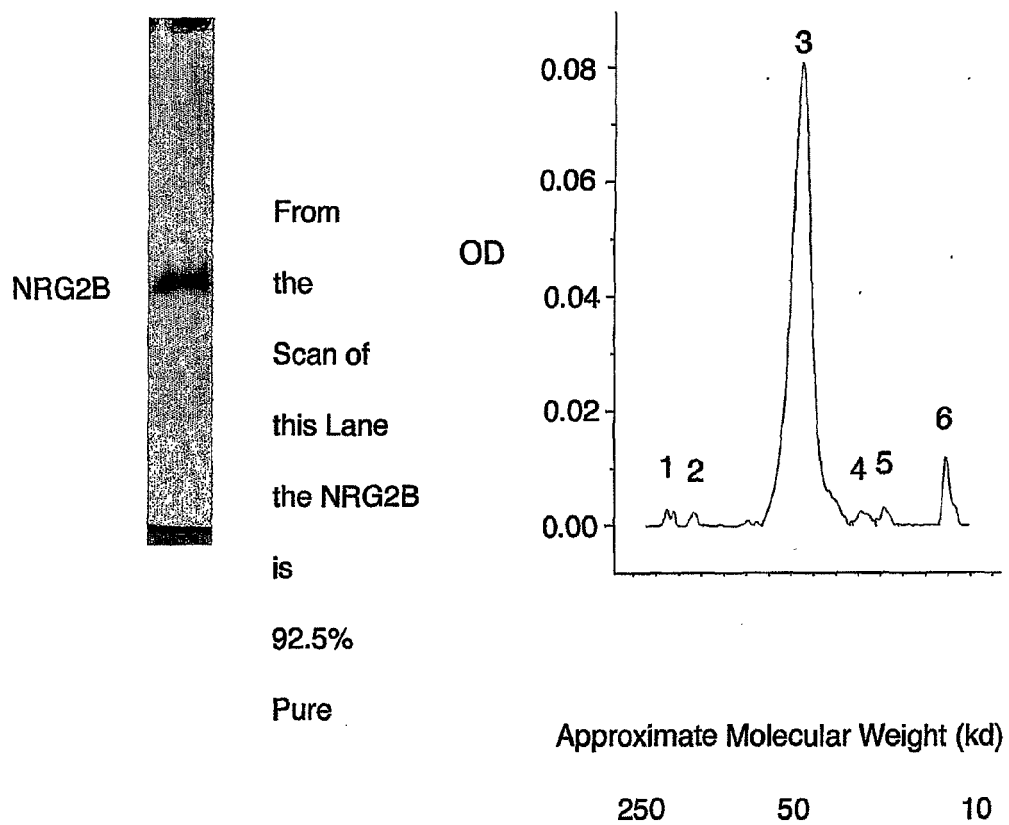 NRG2B
From
the
Scan of
this Lane
the NRG2B
is
92.5%
Pure
OD
0.08
0.06
0.04
0.02
0.00
1
2
3
4
5
6
Approximate Molecular Weight (kd)
250 50 10